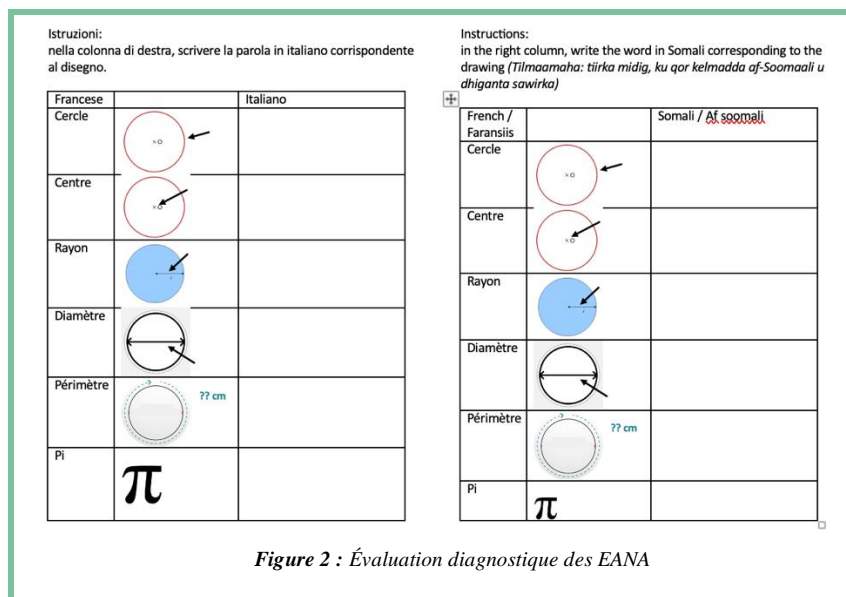 Istruzioni:
nella colonna di destra, scrivere la parola in italiano corrispondente
al disegno.
Francese Italiano
Cercle
×O
Centre
×O
Rayon
r
Diamètre
Périmètre
?? cm
Pi
π
Instructions:
in the right column, write the word in Somali corresponding to the
drawing (Tilmaamaha: tiirka midig, ku qor kelmadda af-Soomaali u
dhiganta sawirka)
French / Somali / Af soomali
Faransiis
Cercle
×O
Centre
×O
Rayon
r
Diamètre
Périmètre
?? cm
Pi
π
Figure 2 : Évaluation diagnostique des EANA